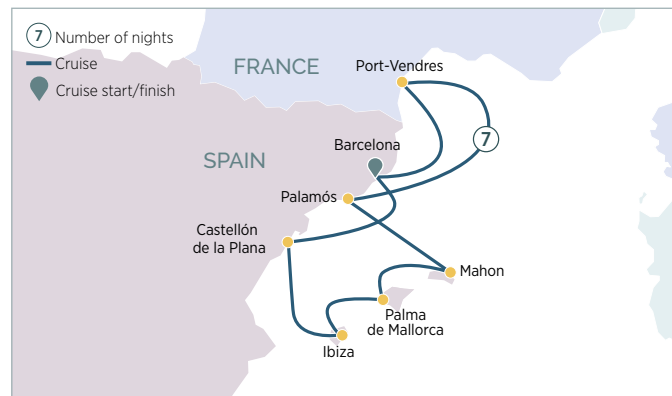 7 Number of nights
Cruise
Cruise start/finish
FRANCE
Port-Vendres
Barcelona
7
SPAIN
Palamós
Castellón
de la Plana
Mahon
Palma
de Mallorca
Ibiza